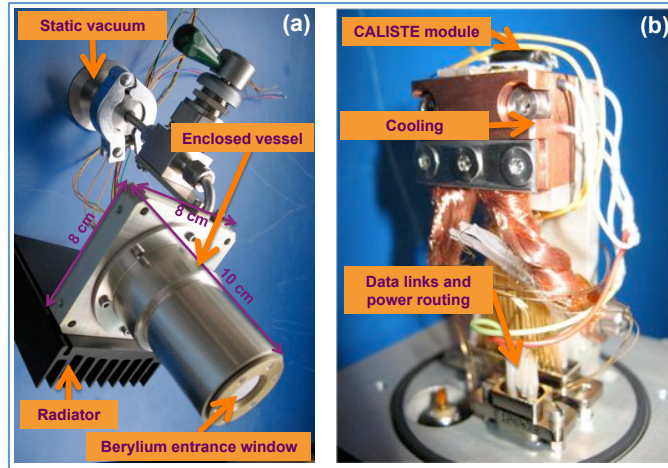 Static vacuum
(a)
Enclosed vessel
8 cm
8 cm
10 cm
Radiator
Berylium entrance window
(b)
CALISTE module
Cooling
Data links and
power routing